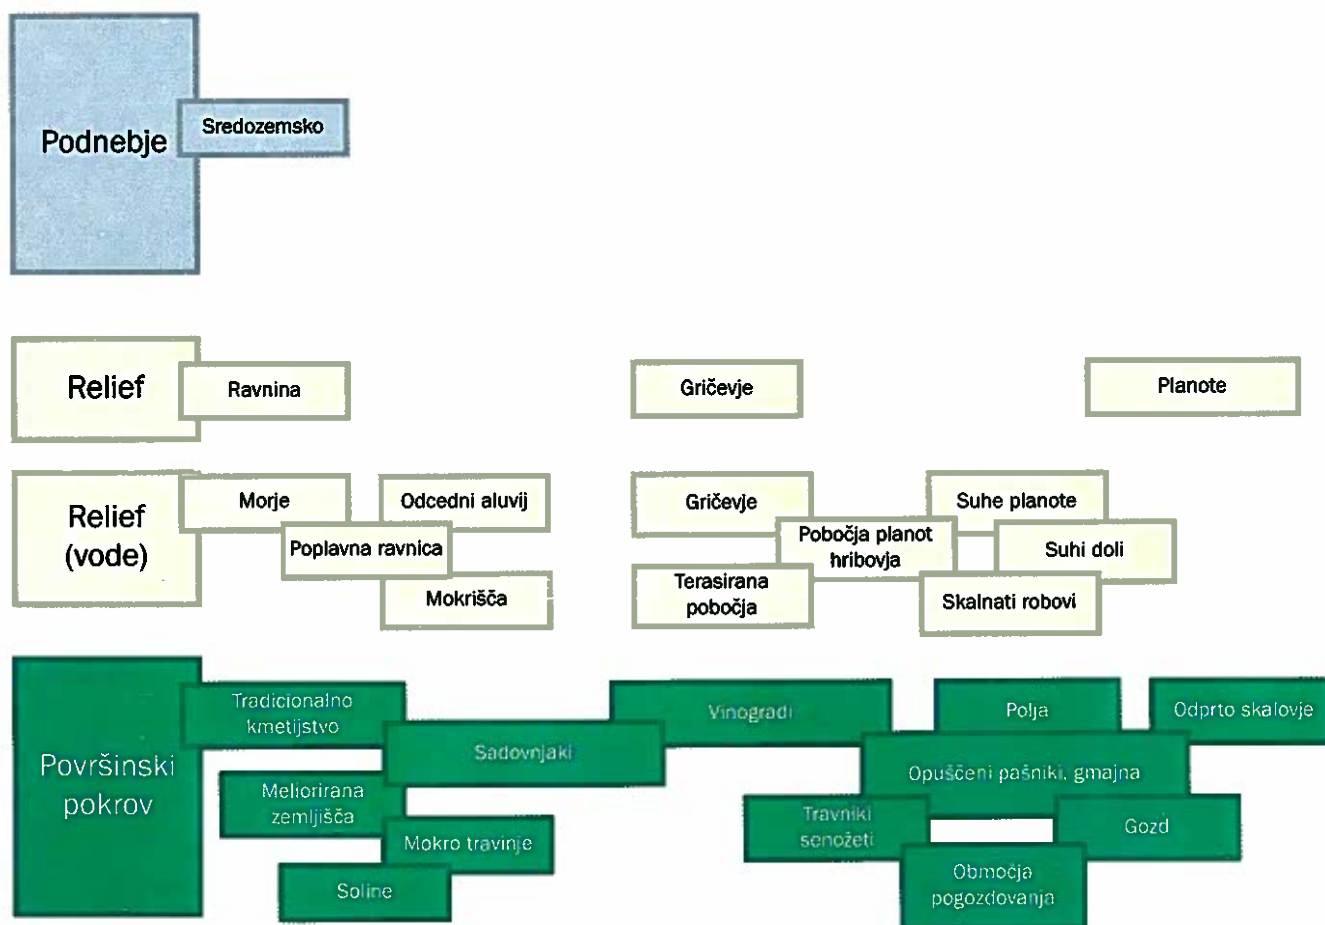 Podnebje
Sredozemsko
Relief
Ravnina
Gričevje
Planote
Relief
(vode)
Morje
Odcedni aluvij
Poplavna ravnica
Mokrišča
Gričevje
Pobočja planot
hribovja
Terasirana
pobočja
Suhe planote
Suhi doli
Skalnati robovi
Površinski
pokrov
Tradicionalno
kmetijstvo
Sadovnjaki
Meliorirana
zemljišča
Mokro travinje
Soline
Vinogradi
Polja
Odprto skalovje
Opuščeni pašniki, gmajna
Travniki
senožeti
Gozd
Območja
pogozdovanja